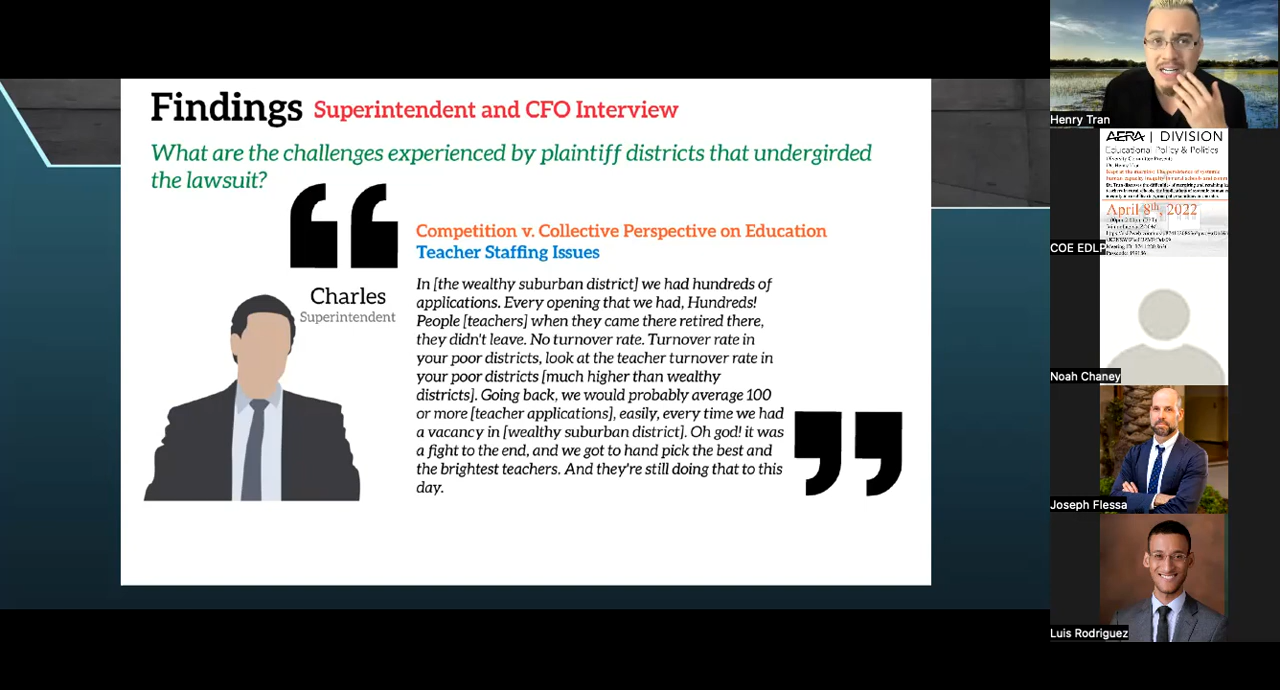 Findings Superintendent and CFO Interview
What are the challenges experienced by plaintiff districts that undergirded
the lawsuit?
Competition v. Collective Perspective on Education
Teacher Staffing Issues
Charles
Superintendent
In [the wealthy suburban district] we had hundreds of
applications. Every opening that we had, Hundreds!
People [teachers] when they came there retired there,
they didn't leave. No turnover rate. Turnover rate in
your poor districts, look at the teacher turnover rate in
your poor districts [much higher than wealthy
districts]. Going back, we would probably average 100
or more [teacher applications], easily, every time we had
a vacancy in [wealthy suburban district]. Oh god! it was
a fight to the end, and we got to hand pick the best and
the brightest teachers. And they're still doing that to this
day.
Henry Tran
AERA | DIVISION
Educational Policy & Politics
April 8th, 2022
COE EDLP
Noah Chaney
Joseph Flessa
Luis Rodriguez